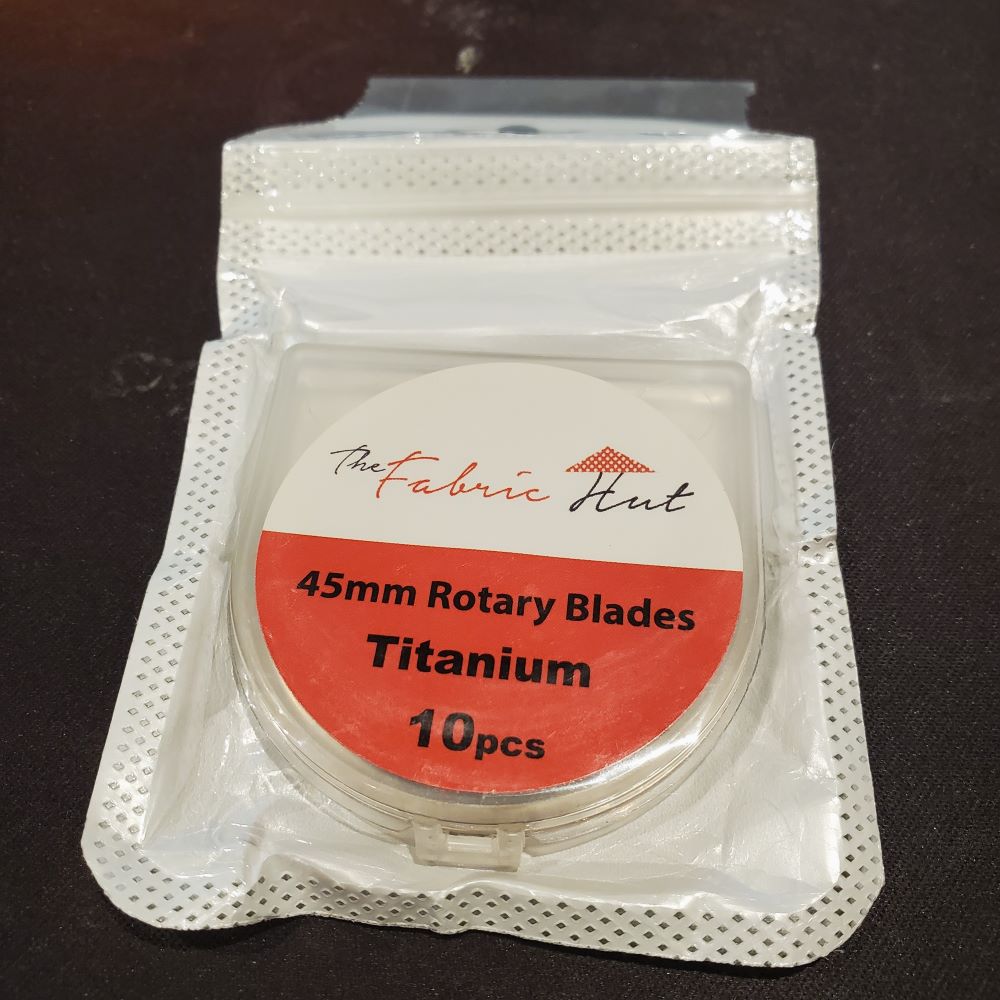 The Fabric Hut
45mm Rotary Blades
Titanium
10pcs